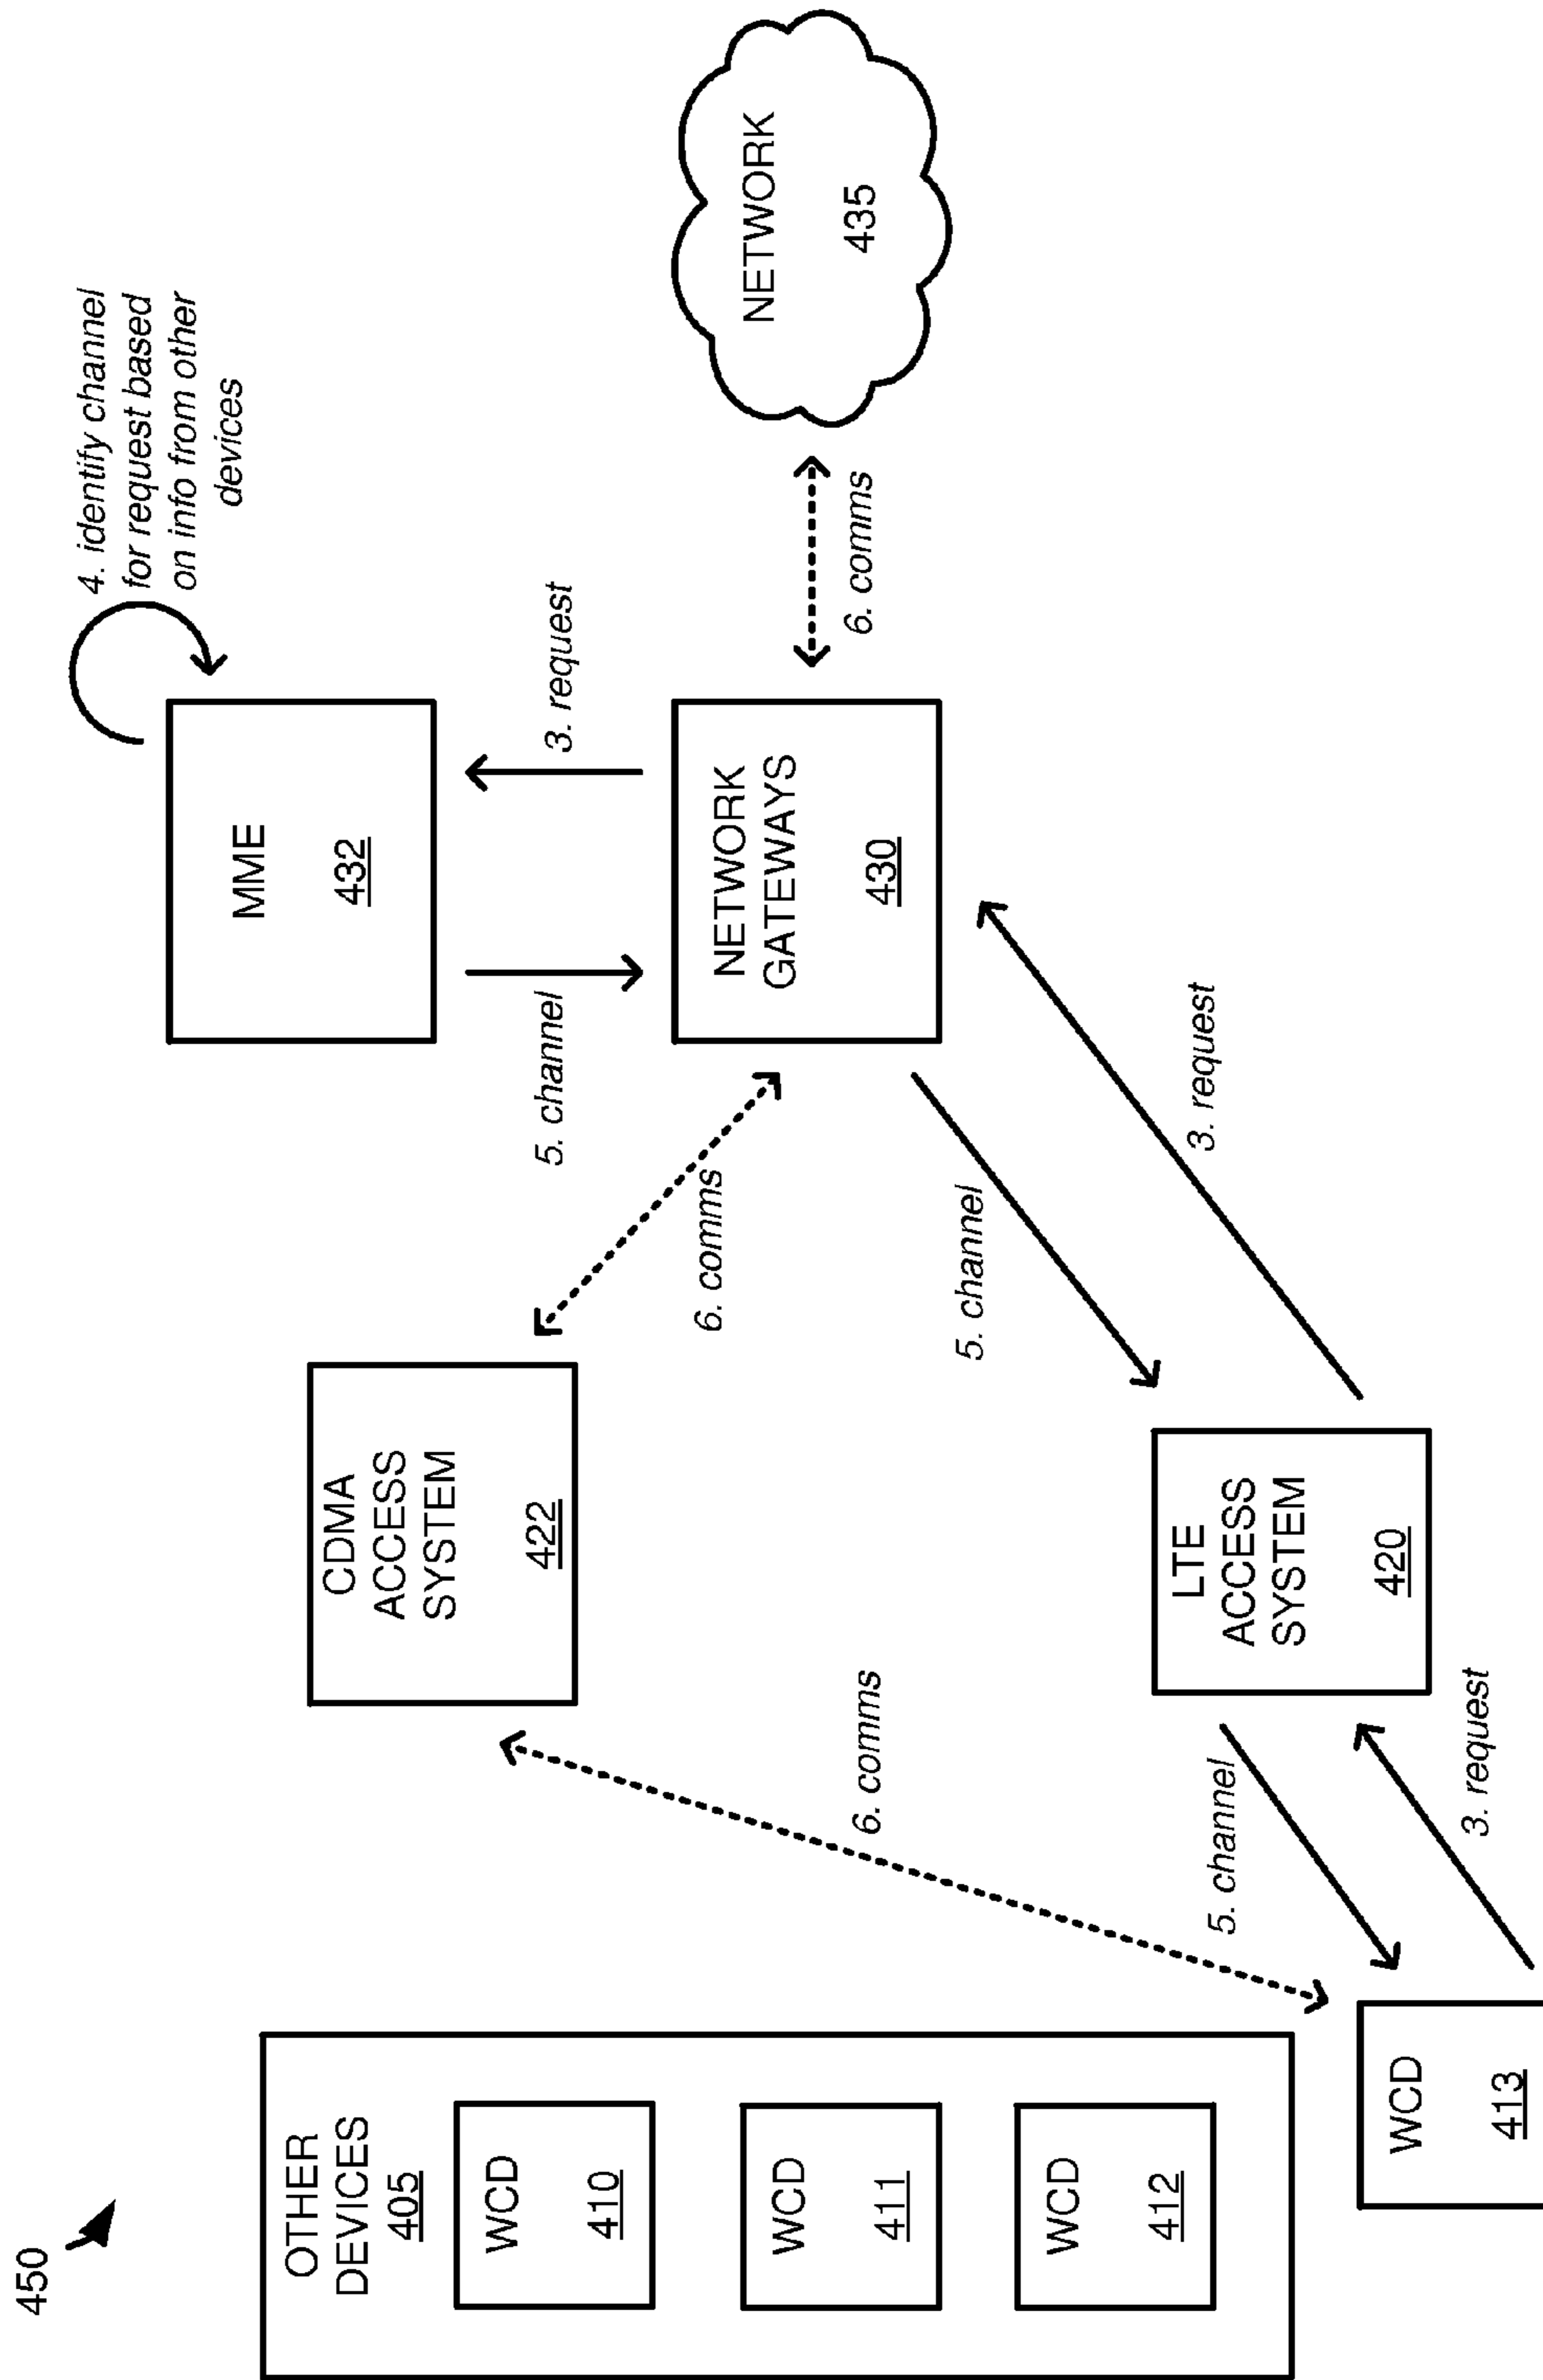 450
OTHER
DEVICES
405
WCD
410
WCD
411
WCD
412
WCD
413
CDMA
ACCESS
SYSTEM
422
LTE
ACCESS
SYSTEM
420
MME
432
NETWORK
GATEWAYS
430
NETWORK
435
3. request
5. channel
3. request
5. channel
3. request
5. channel
4. identify channel
for request based
on info from other
devices
6. comms
6. comms
6. comms